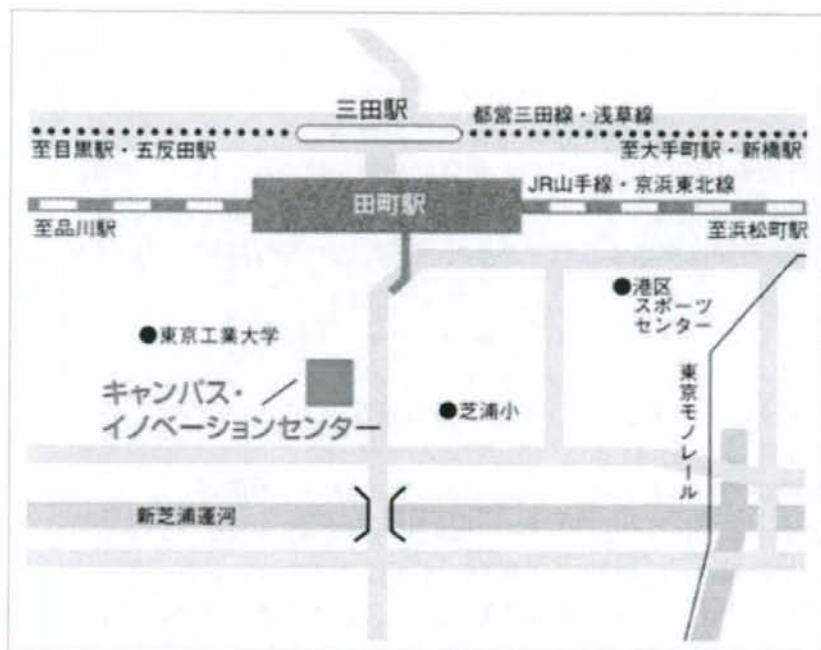 三田駅
都営三田線・浅草線
至目黒駅・五反田駅
至大手町駅・新橋駅
田町駅
JR山手線・京浜東北線
至品川駅
至浜松町駅
●港区
スポーツ
センター
●東京工業大学
キャンパス・
イノベーションセンター
●芝浦小
東京モノレール
新芝浦運河